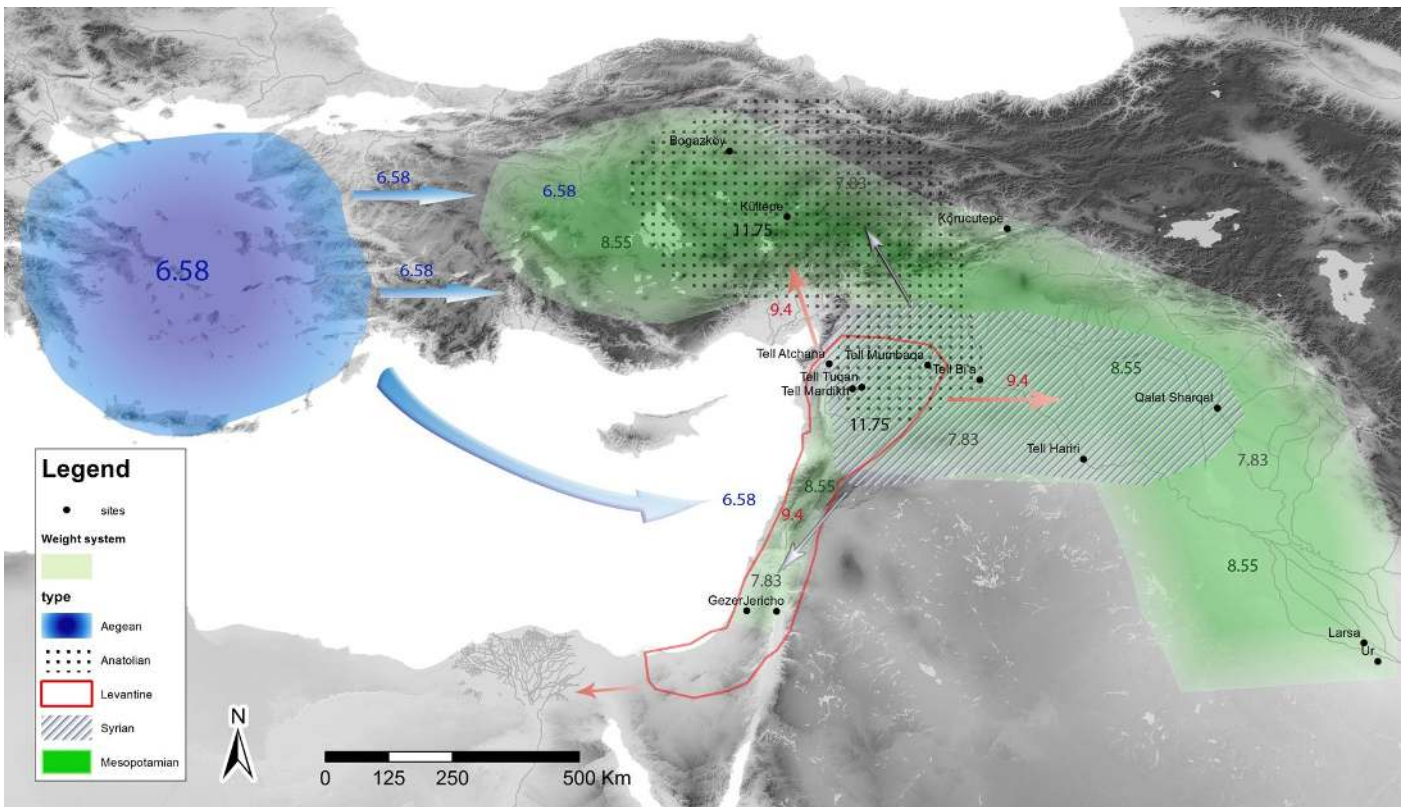 Bogazköy
6.58
6.58
7.83
Kültepe
Korucutepe
11.75
8.55
6.58
6.58
9.4
Tell Atchana
Tell Mumbaqa
Tell Bi'a
8.55
Tell Tuqan
Tell Mardikh
9.4
Qalat Sharqat
11.75
7.83
Tell Hariri
7.83
8.55
6.58
9.4
8.55
7.83
Gezer
Jericho
Larsa
Ur
Legend
sites
Weight system
type
Aegean
Anatolian
Levantine
Syrian
Mesopotamian
N
0 125 250 500 Km